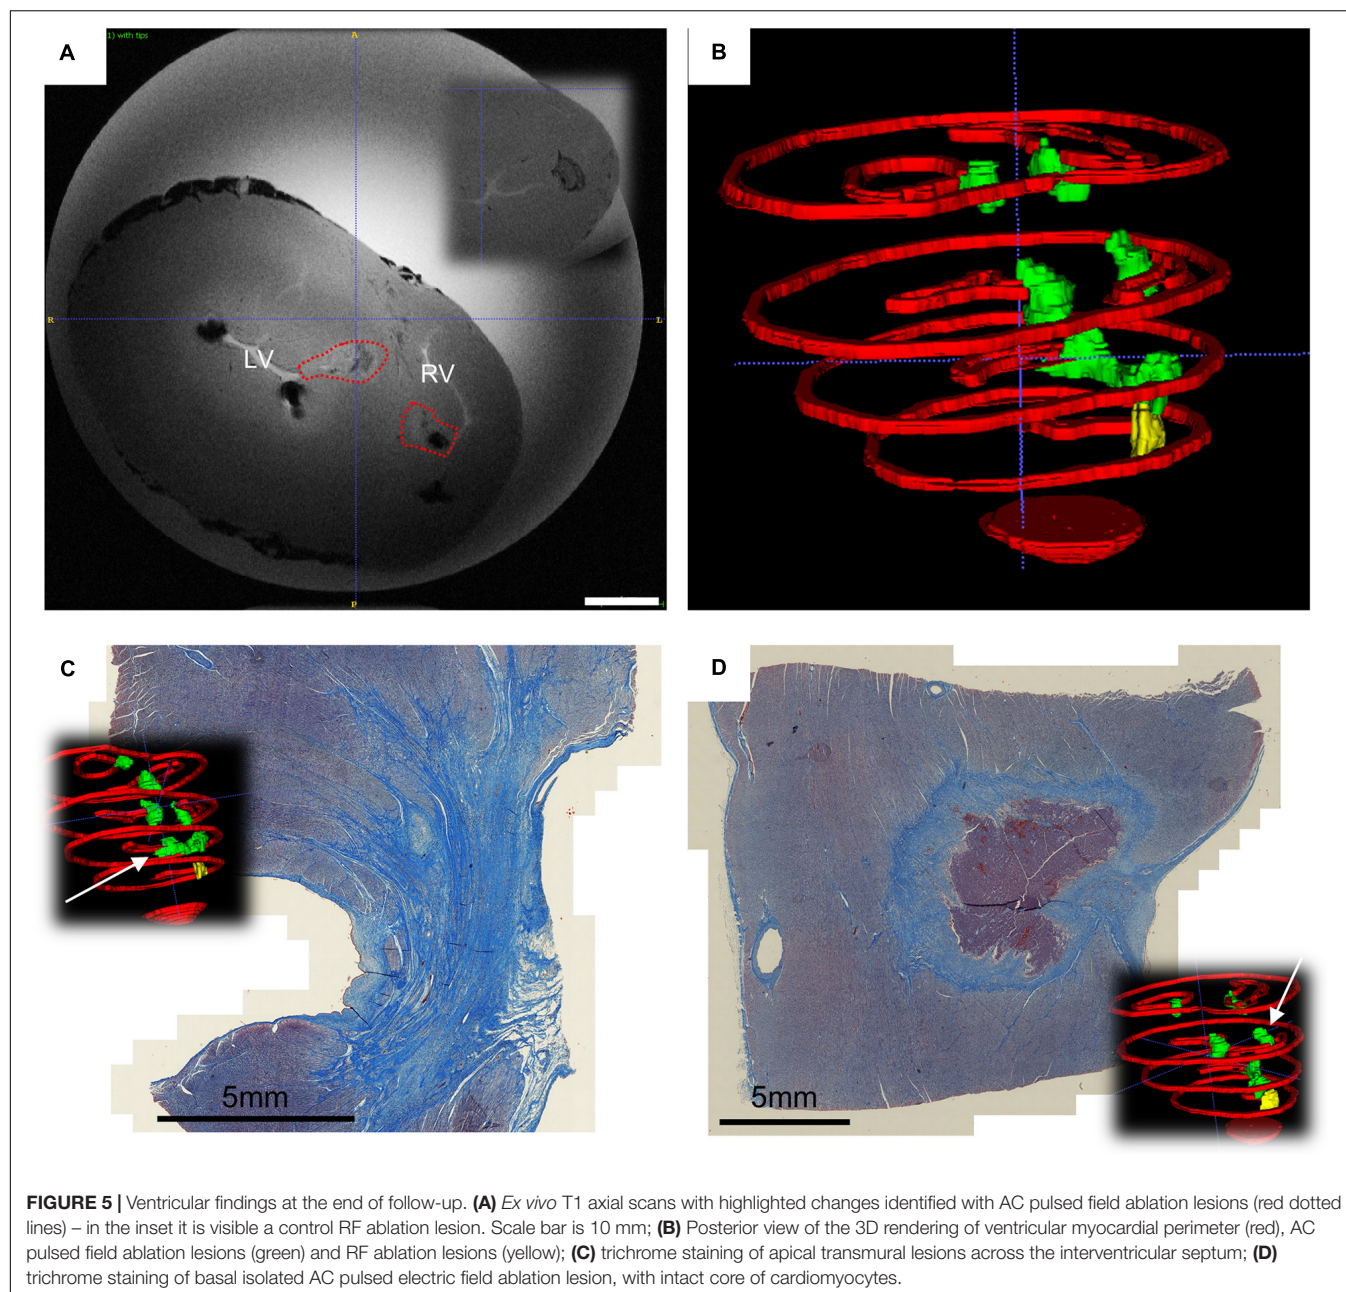 1) with tips
A
A
R
L
LV
RV
P
B
C
5mm
D
5mm
FIGURE 5 | Ventricular findings at the end of follow-up. (A) Ex vivo T1 axial scans with highlighted changes identified with AC pulsed field ablation lesions (red dotted
lines) – in the inset it is visible a control RF ablation lesion. Scale bar is 10 mm; (B) Posterior view of the 3D rendering of ventricular myocardial perimeter (red), AC
pulsed field ablation lesions (green) and RF ablation lesions (yellow); (C) trichrome staining of apical transmural lesions across the interventricular septum; (D)
trichrome staining of basal isolated AC pulsed electric field ablation lesion, with intact core of cardiomyocytes.